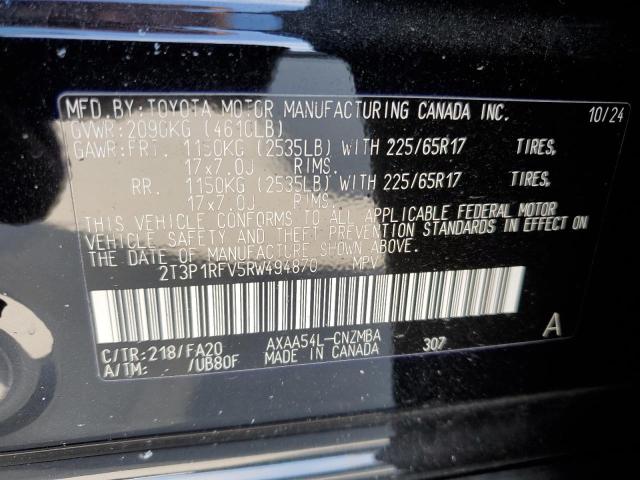 MFD.BY:TOYOTA MOTOR MANUFACTURING CANADA INC. 10/24
GVWR:2090KG (4610LB)
GAWR:FRT. 1150KG (2535LB) WITH 225/65R17 TIRES,
17x7.0J RIMS.
RR. 1150KG (2535LB) WITH 225/65R17 TIRES,
17x7.0J RIMS.
THIS VEHICLE CONFORMS TO ALL APPLICABLE FEDERAL MOTOR
VEHICLE SAFETY AND THEFT PREVENTION STANDARDS IN EFFECT ON
THE DATE OF MANUFACTURE SHOWN ABOVE.
2T3P1RFV5RW494870 MPV
C/TR:218/FA20 AXAA54L-CNZMBA 307 A
A/TM: /UB80F MADE IN CANADA